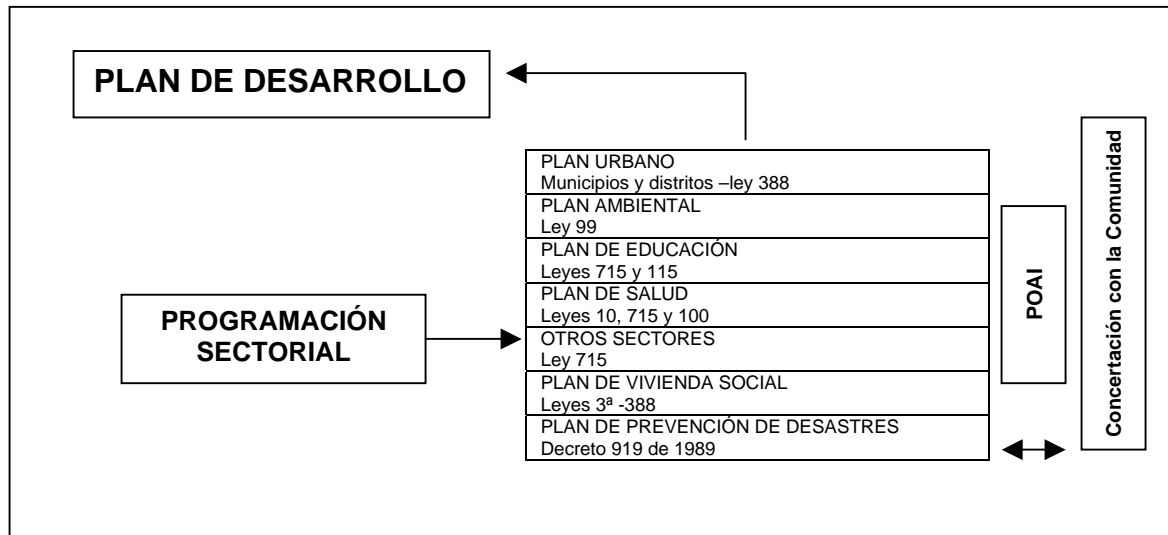 PLAN DE DESARROLLO
PLAN URBANO
Municipios y distritos –ley 388
PLAN AMBIENTAL
Ley 99
PLAN DE EDUCACIÓN
Leyes 715 y 115
PLAN DE SALUD
Leyes 10, 715 y 100
OTROS SECTORES
Ley 715
PLAN DE VIVIENDA SOCIAL
Leyes 3ª -388
PLAN DE PREVENCIÓN DE DESASTRES
Decreto 919 de 1989
PROGRAMACIÓN
SECTORIAL
POAI
Concertación con la Comunidad